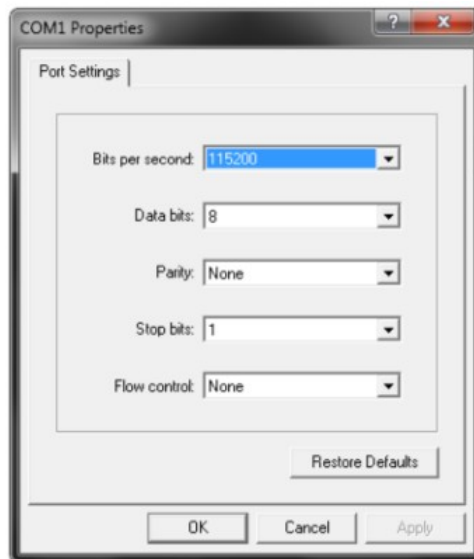 COM1 Properties
Port Settings
Bits per second: 115200
Data bits: 8
Parity: None
Stop bits: 1
Flow control: None
Restore Defaults
OK Cancel Apply